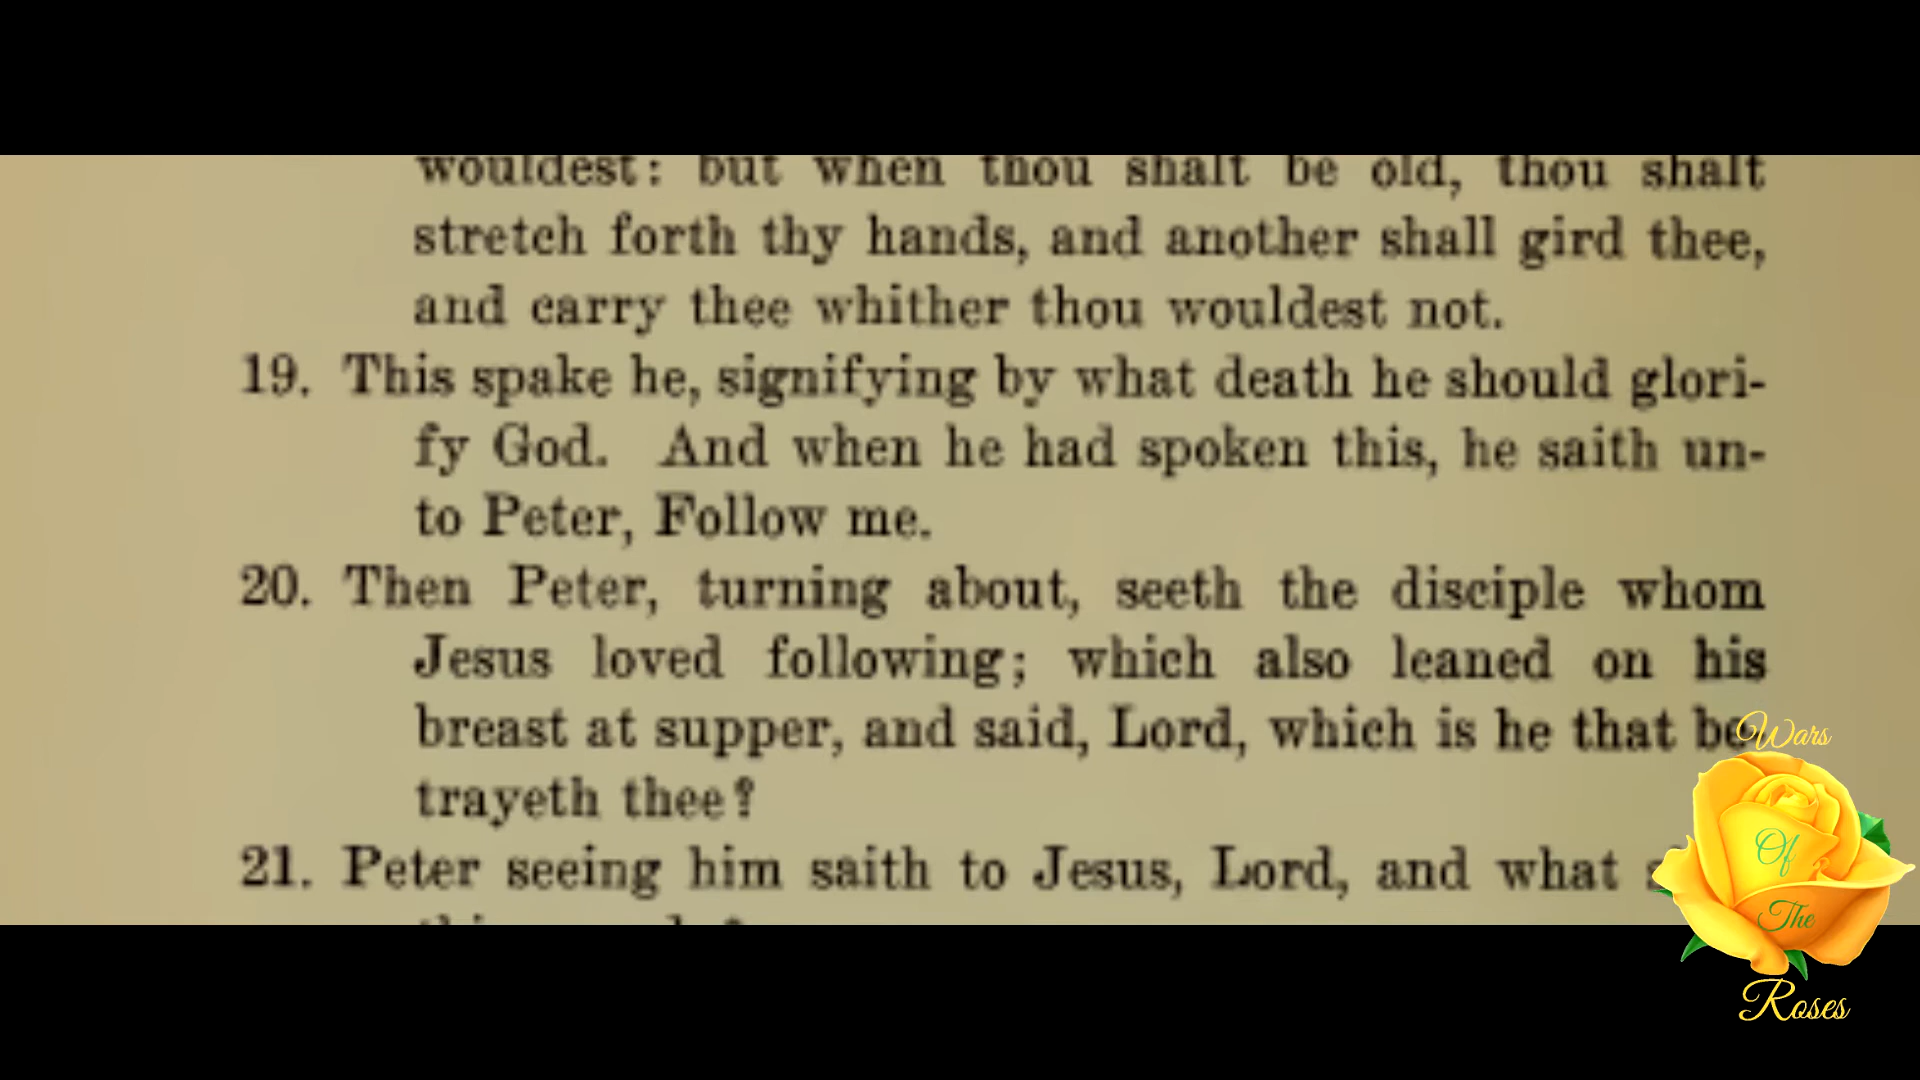 wouldest: but when thou shalt be old, thou shalt
stretch forth thy hands, and another shall gird thee,
and carry thee whither thou wouldest not.
19. This spake he, signifying by what death he should glori-
fy God. And when he had spoken this, he saith un-
to Peter, Follow me.
20. Then Peter, turning about, seeth the disciple whom
Jesus loved following; which also leaned on his
breast at supper, and said, Lord, which is he that be
trayeth thee?
21. Peter seeing him saith to Jesus, Lord, and what
Wars
Of
The
Roses